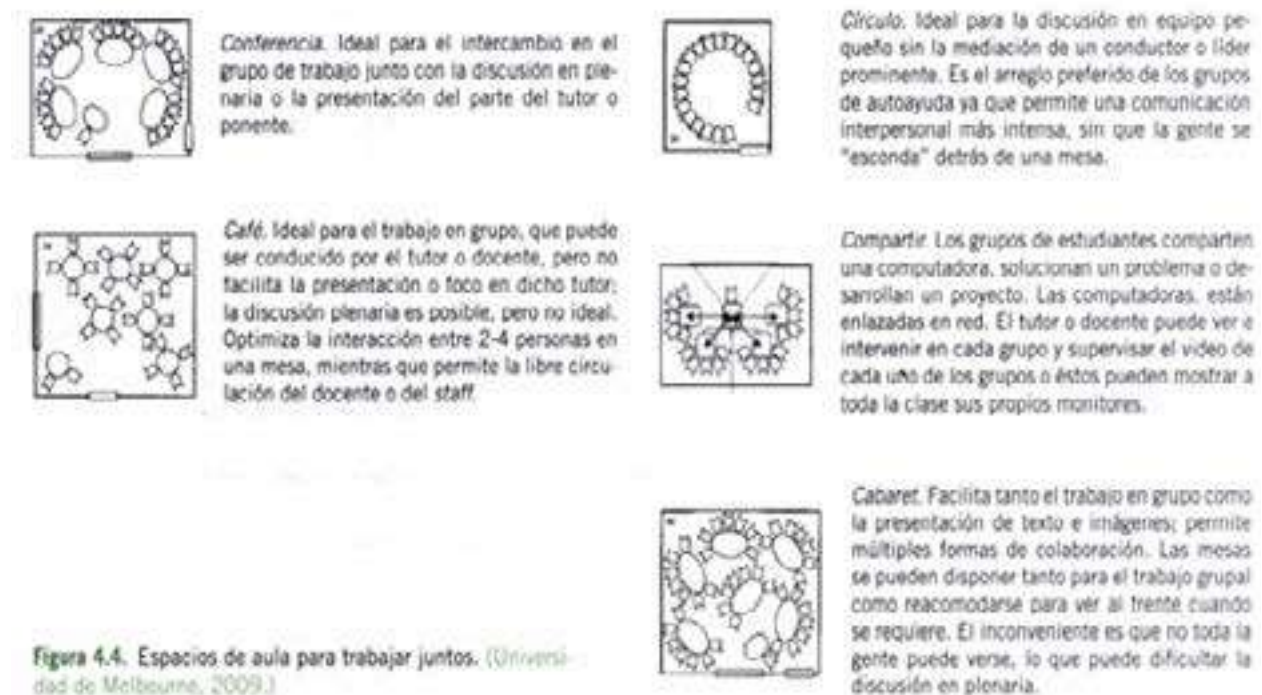 Conferencia. Ideal para el intercambio en el
grupo de trabajo junto con la discusión en ple-
naria o la presentación del parte del tutor o
ponente.
Café. Ideal para el trabajo en grupo, que puede
ser conducido por el tutor o docente, pero no
facilita la presentación o foco en dicho tutor;
la discusión plenaria es posible, pero no ideal.
Optimiza la interacción entre 2-4 personas en
una mesa, mientras que permite la libre circu-
lación del docente o del staff.
Figura 4.4. Espacios de aula para trabajar juntos. (Universi-
dad de Melbourne, 2009.)
Círculo. Ideal para la discusión en equipo pe-
queño sin la mediación de un conductor o líder
prominente. Es el arreglo preferido de los grupos
de autoayuda ya que permite una comunicación
interpersonal más intensa, sin que la gente se
"esconda" detrás de una mesa.
Compartir. Los grupos de estudiantes comparten
una computadora, solucionan un problema o de-
sarrollan un proyecto. Las computadoras, están
enlazadas en red. El tutor o docente puede ver e
intervenir en cada grupo y supervisar el video de
cada uno de los grupos o éstos pueden mostrar a
toda la clase sus propios monitores.
Cabaret. Facilita tanto el trabajo en grupo como
la presentación de texto e imágenes; permite
múltiples formas de colaboración. Las mesas
se pueden disponer tanto para el trabajo grupal
como reacomodarse para ver al frente cuando
se requiere. El inconveniente es que no toda la
gente puede verse, lo que puede dificultar la
discusión en plenaria.